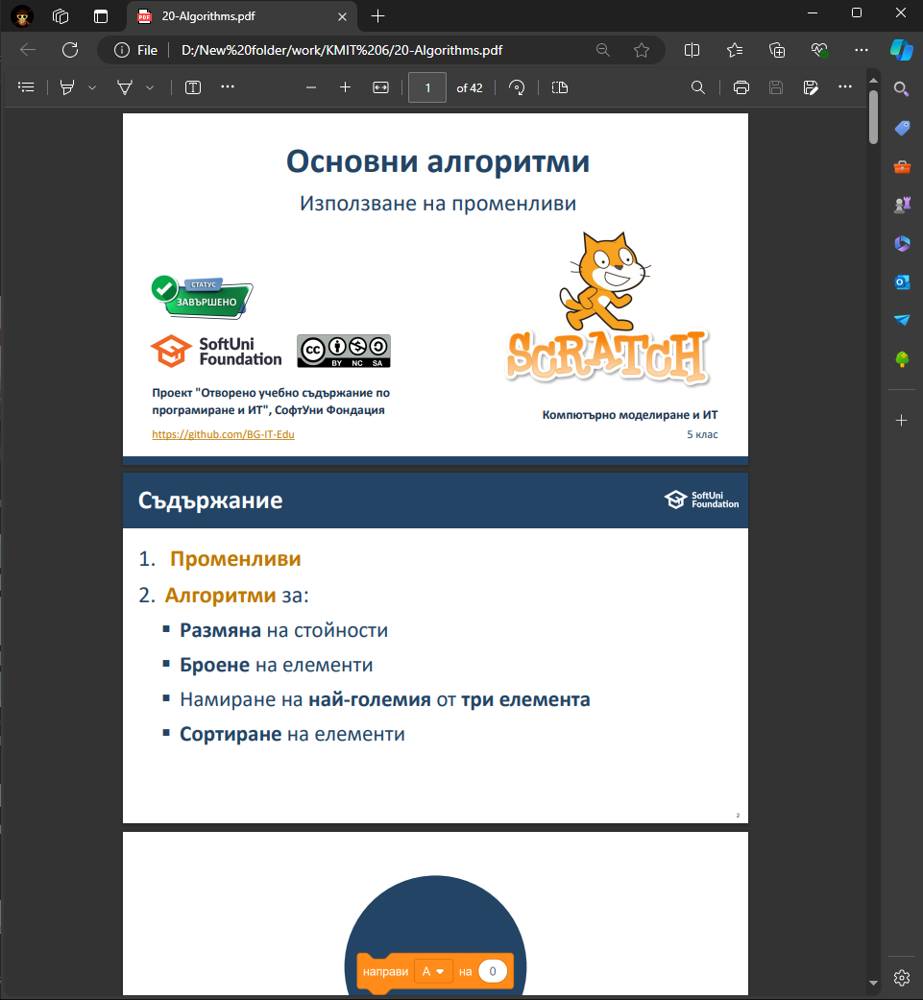 20-Algorithms.pdf
File
D:/New%20folder/work/KMIT%206/20-Algorithms.pdf
1 of 42
Основни алгоритми
Използване на променливи
СТАТУС
ЗАВЪРШЕНО
SoftUni
Foundation
cc
BY NC SA
SCRATCH
Проект "Отворено учебно съдържание по
програмиране и ИТ", СофтУни Фондация
https://github.com/BG-IT-Edu
Компютърно моделиране и ИТ
5 клас
Съдържание
SoftUni
Foundation
1. Променливи
2. Алгоритми за:
▪ Размяна на стойности
▪ Броене на елементи
▪ Намиране на най-големия от три елемента
▪ Сортиране на елементи
2
направи A на 0